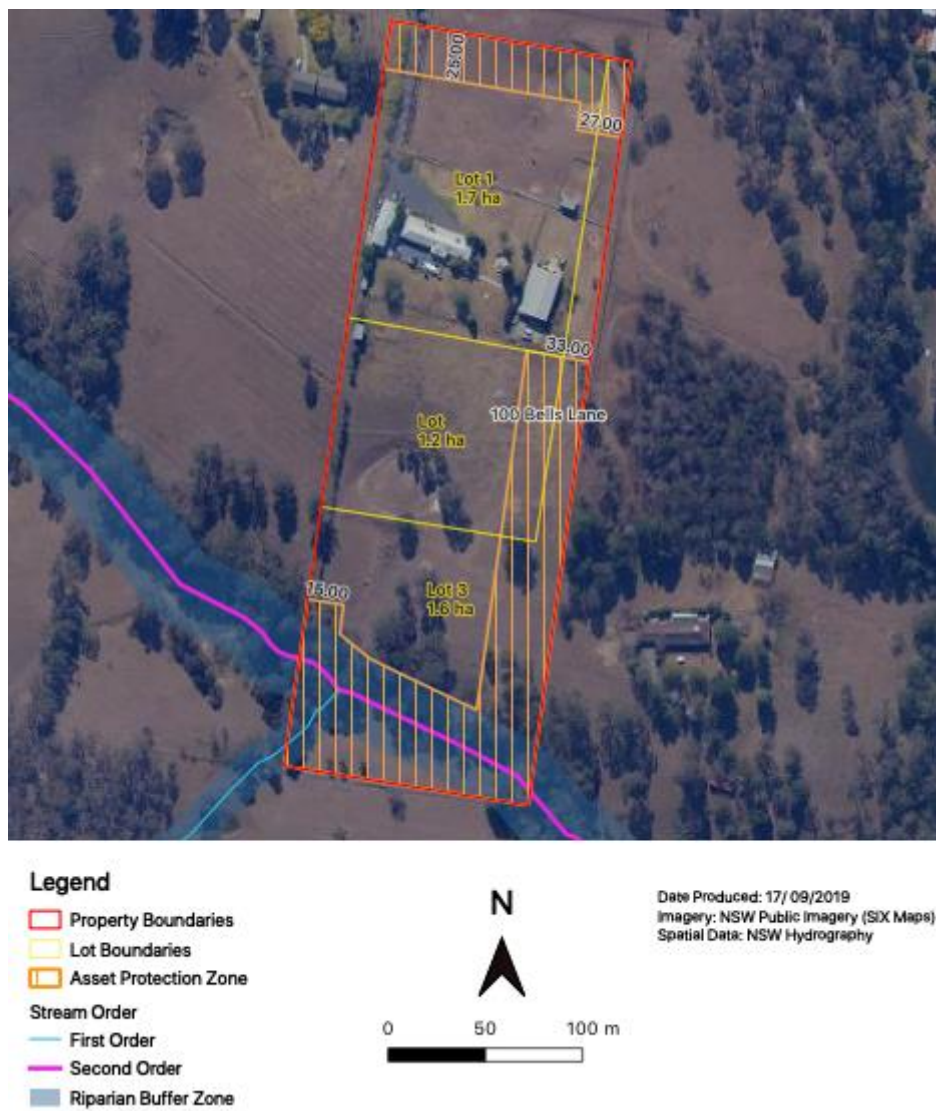 25.00
27.00
Lot 1
1.7 ha
33.00
100 Bells Lane
Lot
1.2 ha
15.00
Lot 3
1.6 ha
Legend
Property Boundaries
Lot Boundaries
Asset Protection Zone
Stream Order
First Order
Second Order
Riparian Buffer Zone
N
0 50 100 m
Date Produced: 17/ 09/2019
Imagery: NSW Public Imagery (SIX Maps)
Spatial Data: NSW Hydrography